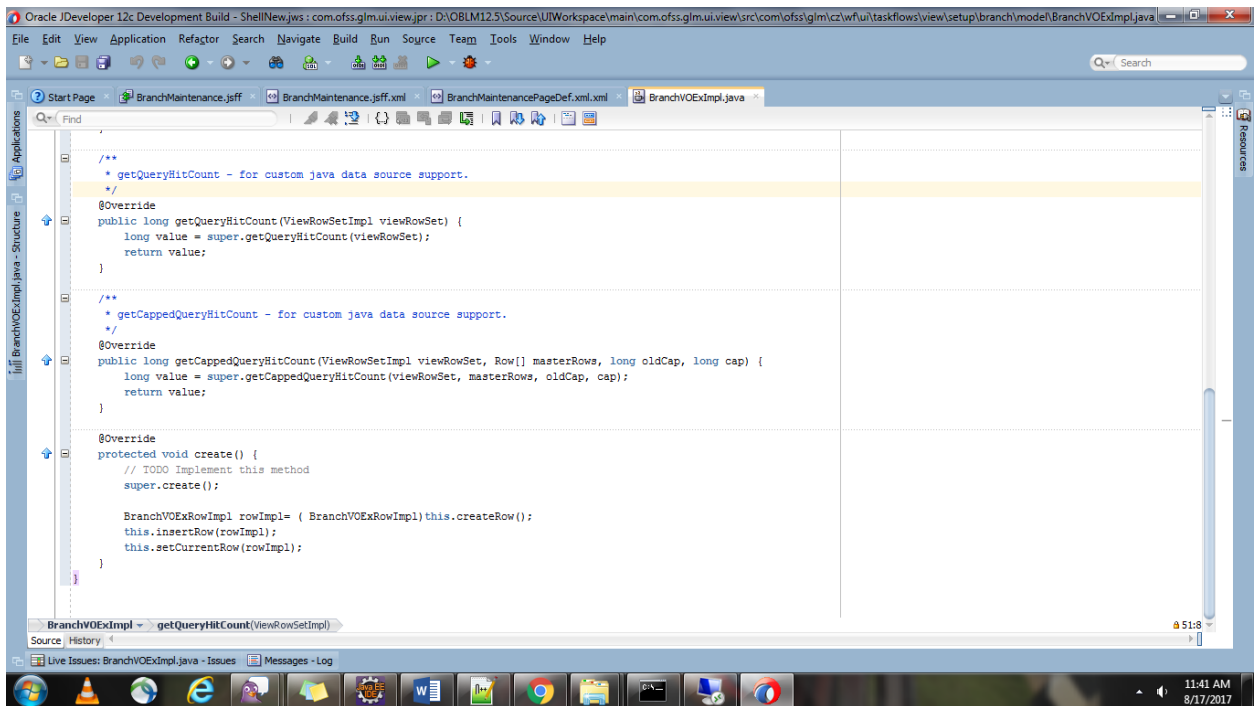 Oracle JDeveloper 12c Development Build - ShellNew.jws : com.ofss.glm.ui.view.jpr : D:\OBLM12.5\Source\UIWorkspace\main\com.ofss.glm.ui.view\src\com\ofss\glm\cz\wf\ui\taskflows\view\setup\branch\model\BranchVOExImpl.java
File Edit View Application Refactor Search Navigate Build Run Source Team Tools Window Help
Search
Start Page BranchMaintenance.jsff BranchMaintenance.jsff.xml BranchMaintenancePageDef.xml.xml BranchVOExImpl.java
Find
Applications
Structure
BranchVOExImpl.java - Structure
Resources
}
/**
* getQueryHitCount - for custom java data source support.
*/
@Override
public long getQueryHitCount(ViewRowSetImpl viewRowSet) {
long value = super.getQueryHitCount(viewRowSet);
return value;
}
/**
* getCappedQueryHitCount - for custom java data source support.
*/
@Override
public long getCappedQueryHitCount(ViewRowSetImpl viewRowSet, Row[] masterRows, long oldCap, long cap) {
long value = super.getCappedQueryHitCount(viewRowSet, masterRows, oldCap, cap);
return value;
}
@Override
protected void create() {
// TODO Implement this method
super.create();
BranchVOExRowImpl rowImpl= ( BranchVOExRowImpl)this.createRow();
this.insertRow(rowImpl);
this.setCurrentRow(rowImpl);
}
}
BranchVOExImpl getQueryHitCount(ViewRowSetImpl)
51:8
Source History
Live Issues: BranchVOExImpl.java - Issues Messages - Log
11:41 AM
8/17/2017